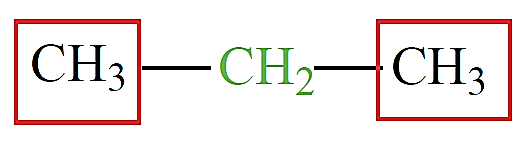 CH₃ — CH₂ — CH₃